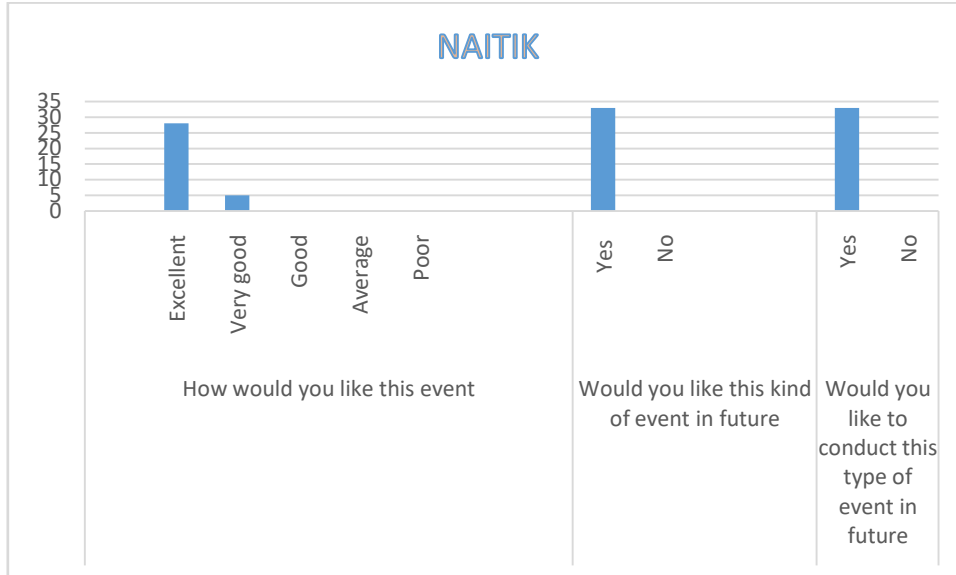 NAITIK
35
30
25
20
15
10
5
0
Excellent
Very good
Good
Average
Poor
Yes
No
Yes
No
How would you like this event
Would you like this kind
of event in future
Would you
like to
conduct this
type of
event in
future